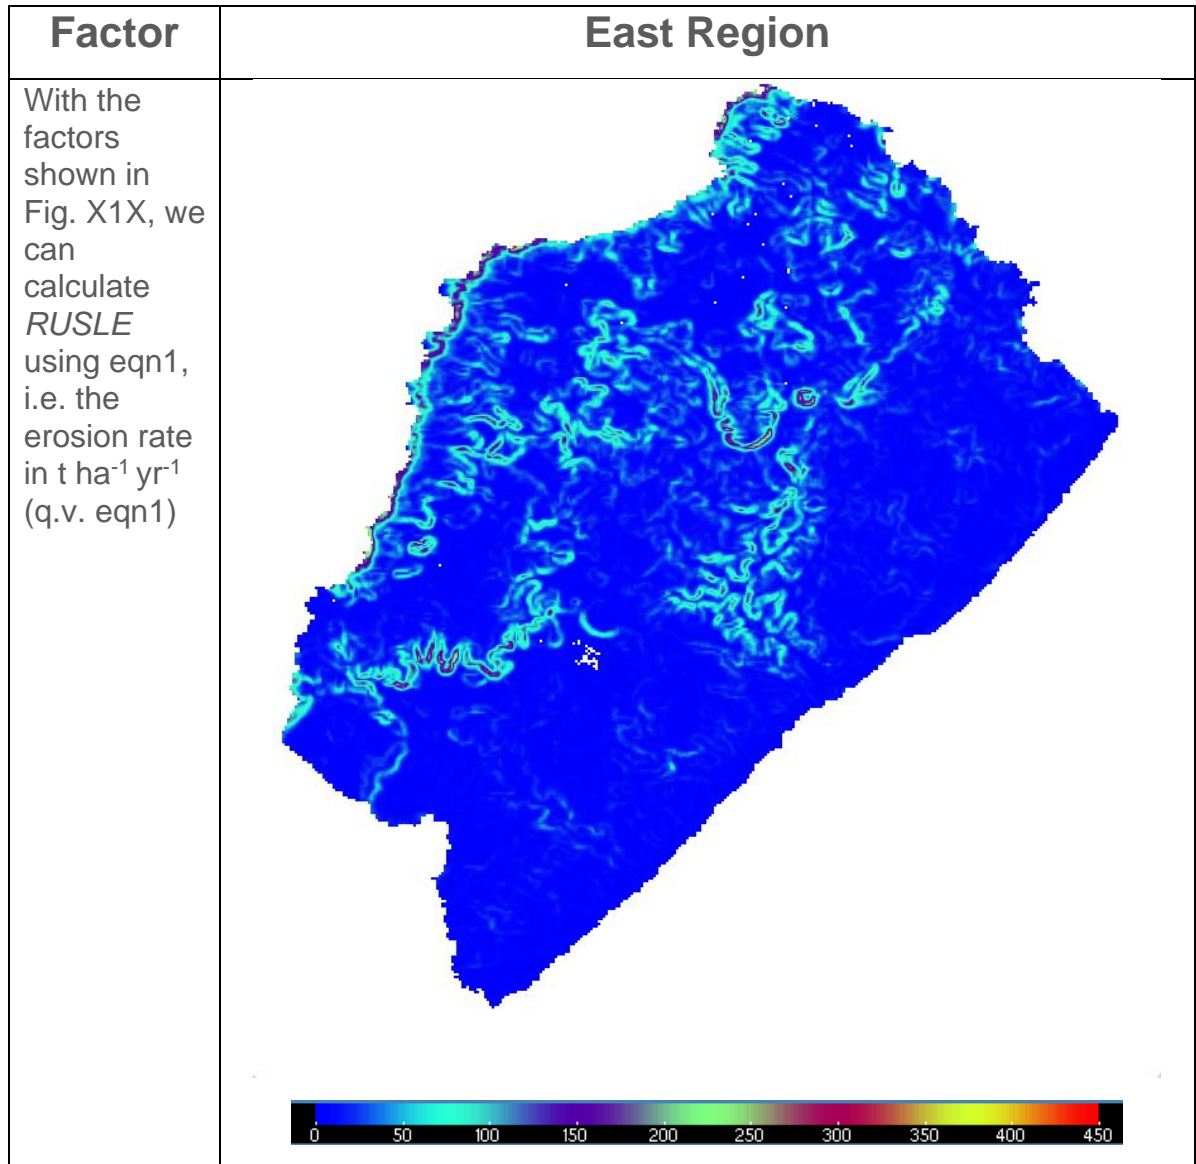 Factor
East Region
With the
factors
shown in
Fig. X1X, we
can
calculate
RUSLE
using eqn1,
i.e. the
erosion rate
in t ha⁻¹ yr⁻¹
(q.v. eqn1)
0 50 100 150 200 250 300 350 400 450